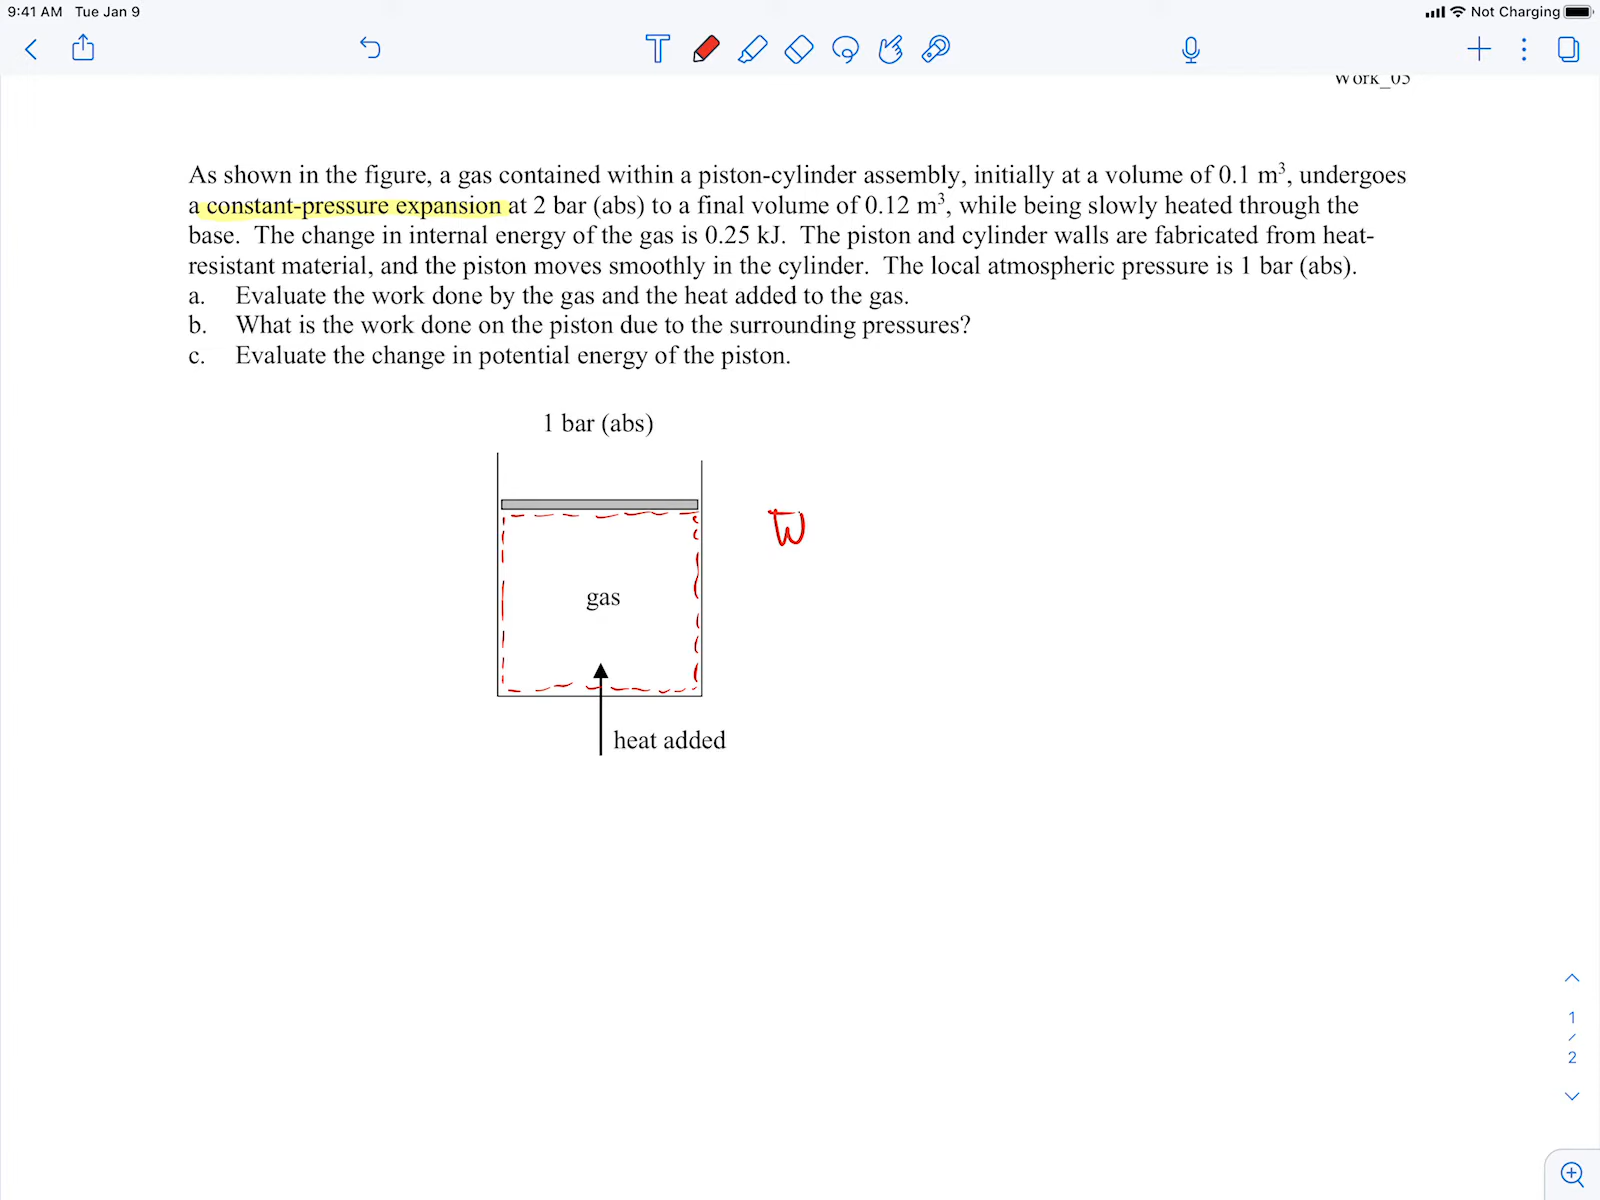 9:41 AM Tue Jan 9
Not Charging
Work_05
As shown in the figure, a gas contained within a piston-cylinder assembly, initially at a volume of 0.1 m³, undergoes
a constant-pressure expansion at 2 bar (abs) to a final volume of 0.12 m³, while being slowly heated through the
base. The change in internal energy of the gas is 0.25 kJ. The piston and cylinder walls are fabricated from heat-
resistant material, and the piston moves smoothly in the cylinder. The local atmospheric pressure is 1 bar (abs).
a. Evaluate the work done by the gas and the heat added to the gas.
b. What is the work done on the piston due to the surrounding pressures?
c. Evaluate the change in potential energy of the piston.
1 bar (abs)
W
gas
heat added
1
/
2